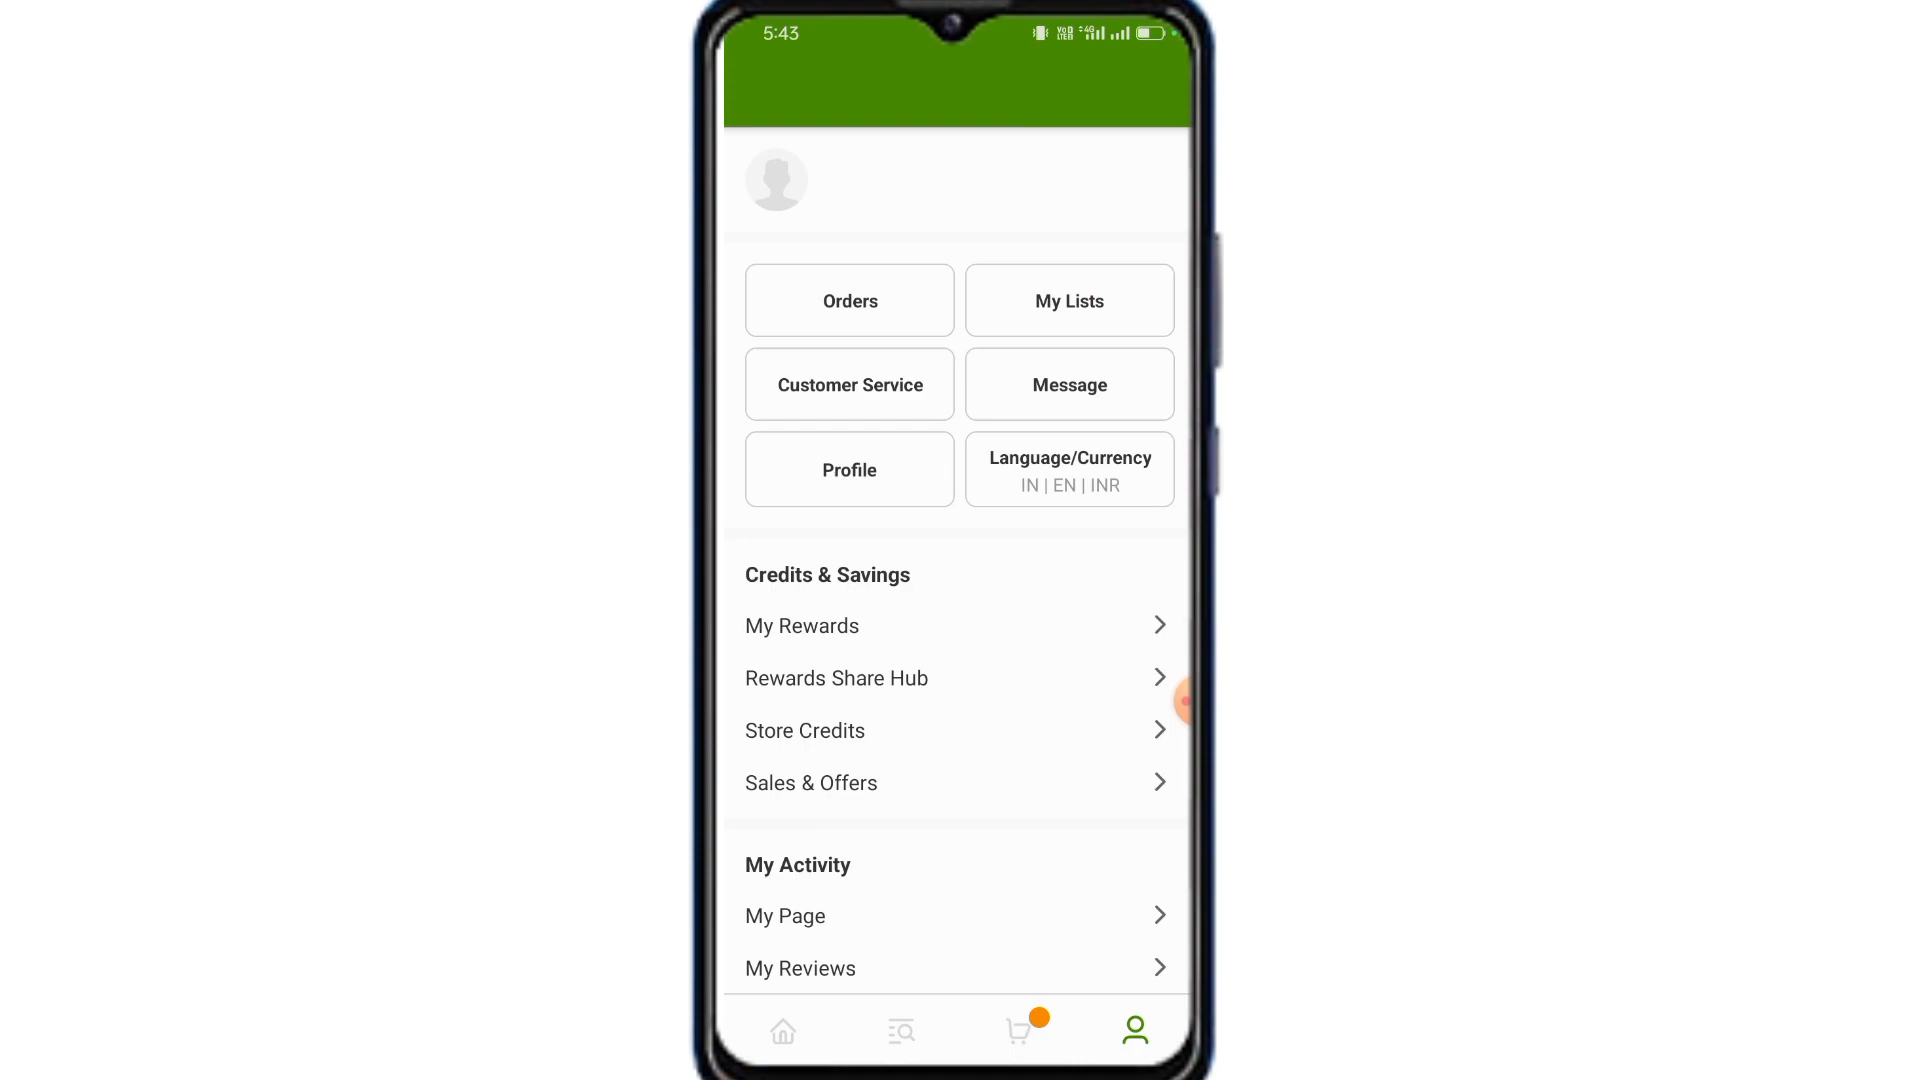 5:43
4G
Orders
My Lists
Customer Service
Message
Profile
Language/Currency
IN | EN | INR
Credits & Savings
My Rewards
Rewards Share Hub
Store Credits
Sales & Offers
My Activity
My Page
My Reviews